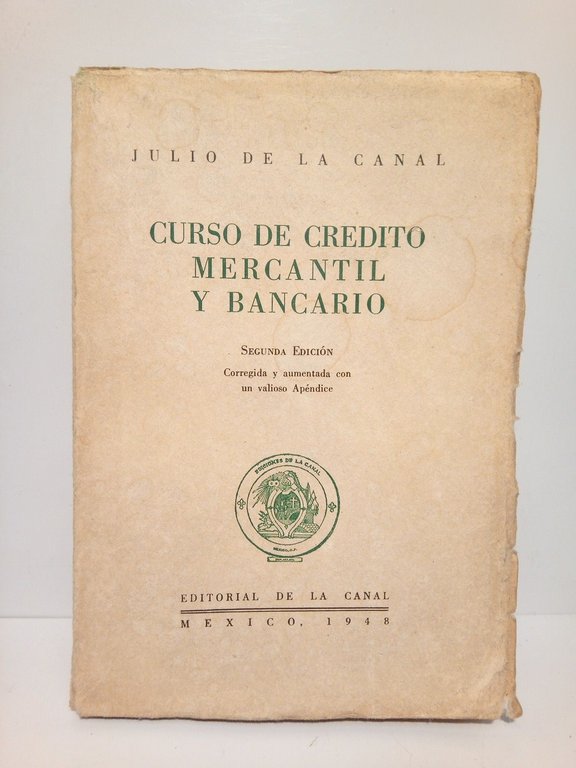 JULIO DE LA CANAL
CURSO DE CREDITO
MERCANTIL
Y BANCARIO
SEGUNDA EDICIÓN
Corregida y aumentada con
un valioso Apéndice
EDICIONES DE LA CANAL
MEXICO, D.F.
EDITORIAL DE LA CANAL
MEXICO, 1948